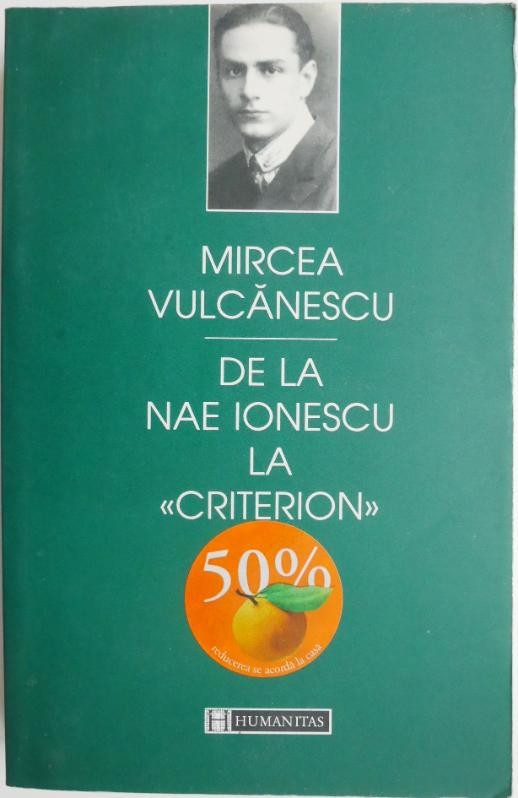 MIRCEA
VULCĂNESCU
DE LA
NAE IONESCU
LA
«CRITERION»
50%
reducerea se acordă la casă
HUMANITAS